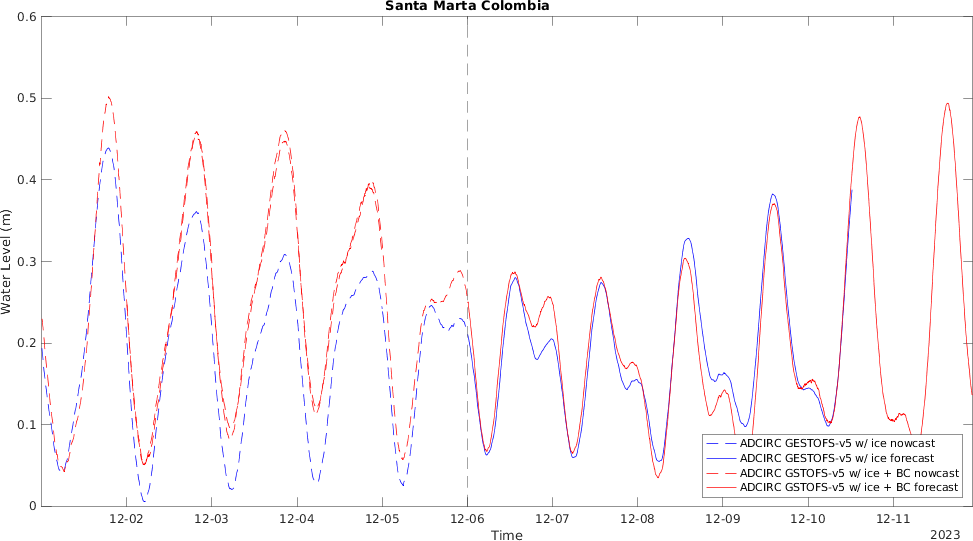 Santa Marta Colombia
0.6
0.5
0.4
0.3
0.2
0.1
0
Water Level (m)
12-02 12-03 12-04 12-05 12-06 12-07 12-08 12-09 12-10 12-11
Time
2023
ADCIRC GESTOFS-v5 w/ ice nowcast
ADCIRC GESTOFS-v5 w/ ice forecast
ADCIRC GSTOFS-v5 w/ ice + BC nowcast
ADCIRC GSTOFS-v5 w/ ice + BC forecast